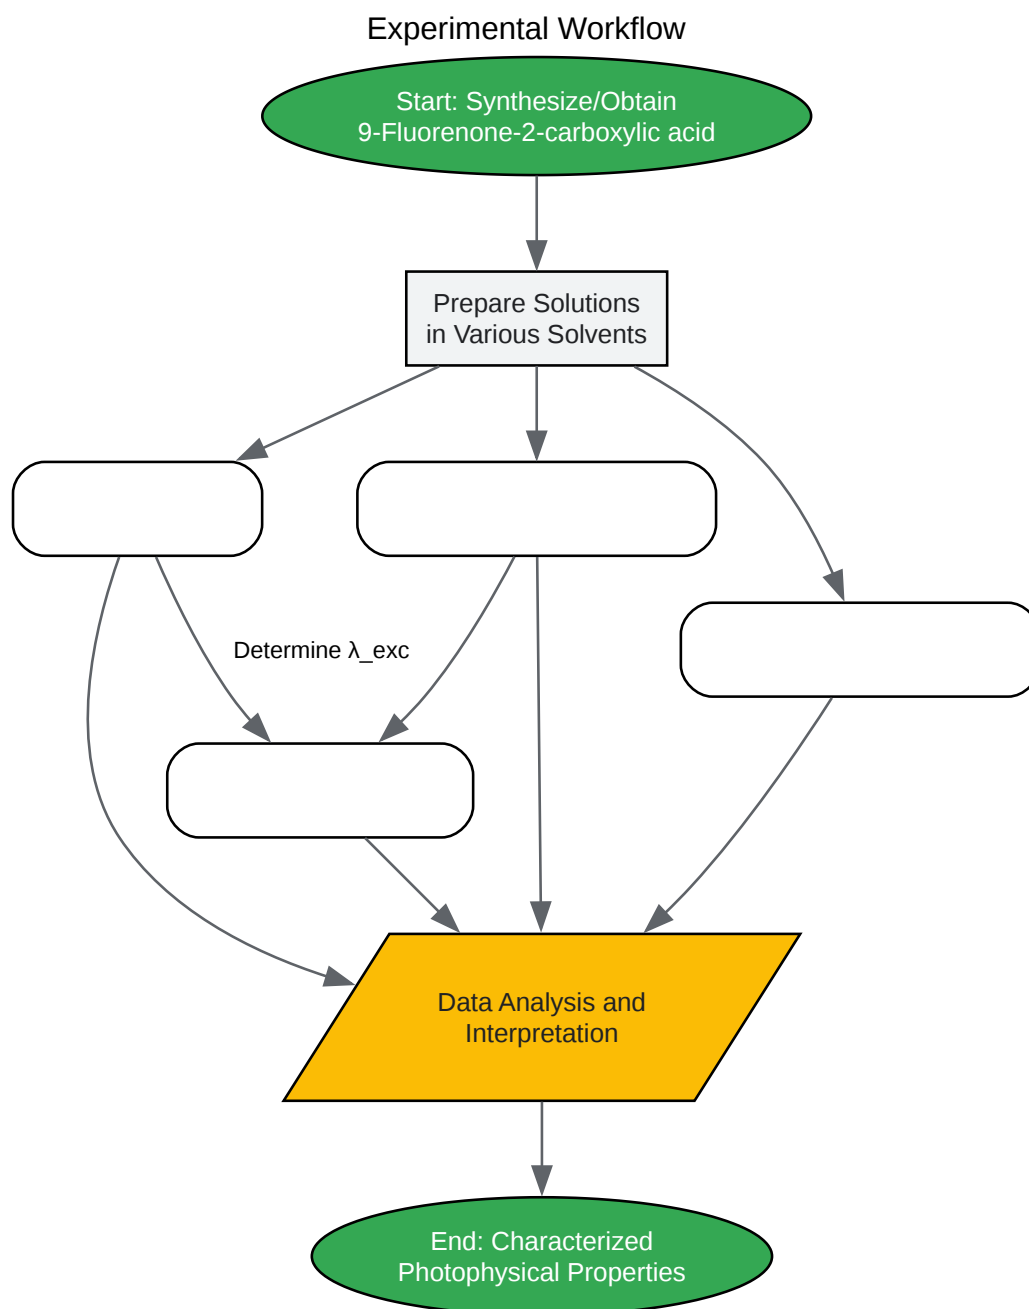 Experimental Workflow
Start: Synthesize/Obtain
9-Fluorenone-2-carboxylic acid
Prepare Solutions
in Various Solvents
Determine λ_exc
Data Analysis and
Interpretation
End: Characterized
Photophysical Properties